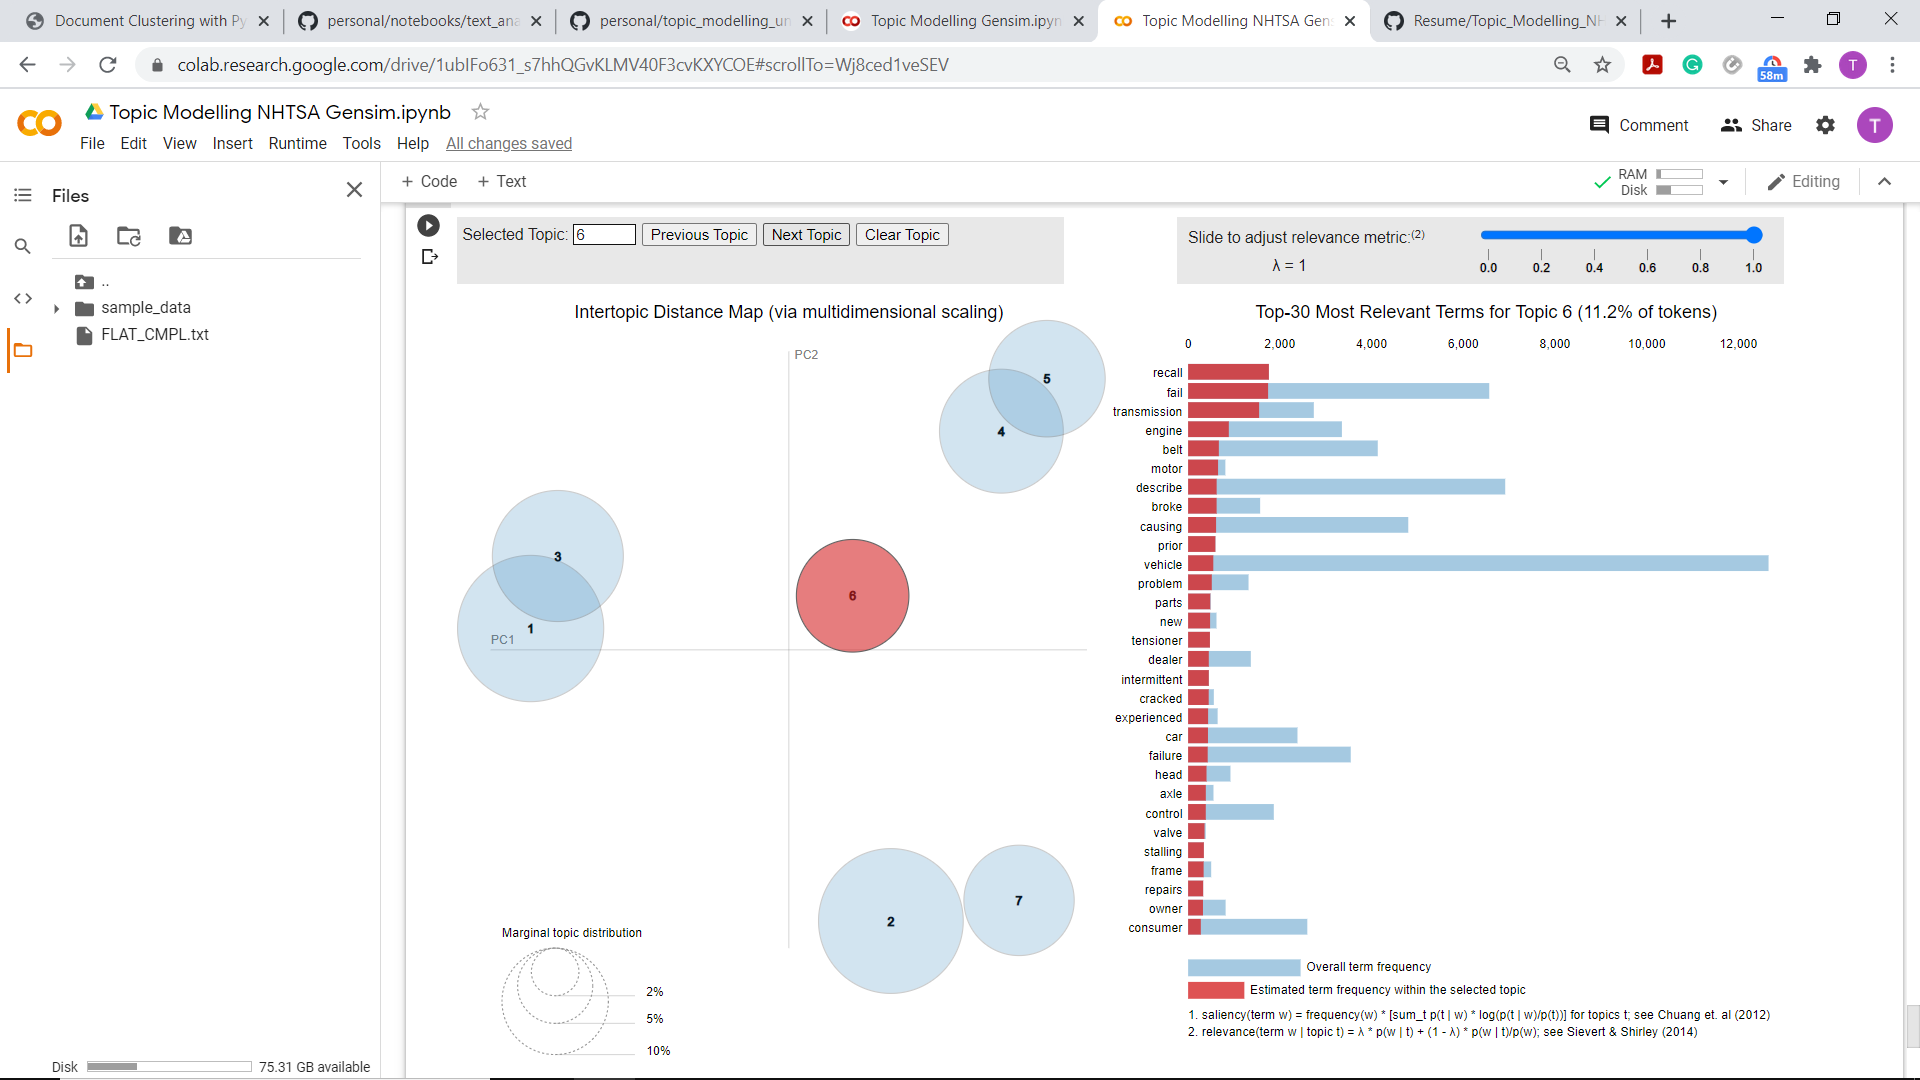 Document Clustering with Py
personal/notebooks/text_ana
personal/topic_modelling_un
Topic Modelling Gensim.ipyn
Topic Modelling NHTSA Gens
Resume/Topic_Modelling_NH
colab.research.google.com/drive/1ubIFo631_s7hhQGvKLMV40F3cvKXYCOE#scrollTo=Wj8ced1veSEV
58m
T
Topic Modelling NHTSA Gensim.ipynb
File Edit View Insert Runtime Tools Help All changes saved
Comment Share T
Files
+ Code + Text
RAM
Disk
Editing
..
sample_data
FLAT_CMPL.txt
Disk 75.31 GB available
Selected Topic: 6 Previous Topic Next Topic Clear Topic
Slide to adjust relevance metric:(2)
λ = 1
0.0 0.2 0.4 0.6 0.8 1.0
Intertopic Distance Map (via multidimensional scaling)
PC2
5
4
3
6
1
PC1
2
7
Marginal topic distribution
2%
5%
10%
Top-30 Most Relevant Terms for Topic 6 (11.2% of tokens)
0 2,000 4,000 6,000 8,000 10,000 12,000
recall
fail
transmission
engine
belt
motor
describe
broke
causing
prior
vehicle
problem
parts
new
tensioner
dealer
intermittent
cracked
experienced
car
failure
head
axle
control
valve
stalling
frame
repairs
owner
consumer
Overall term frequency
Estimated term frequency within the selected topic
1. saliency(term w) = frequency(w) * [sum_t p(t | w) * log(p(t | w)/p(t))] for topics t; see Chuang et. al (2012)
2. relevance(term w | topic t) = λ * p(w | t) + (1 - λ) * p(w | t)/p(w); see Sievert & Shirley (2014)